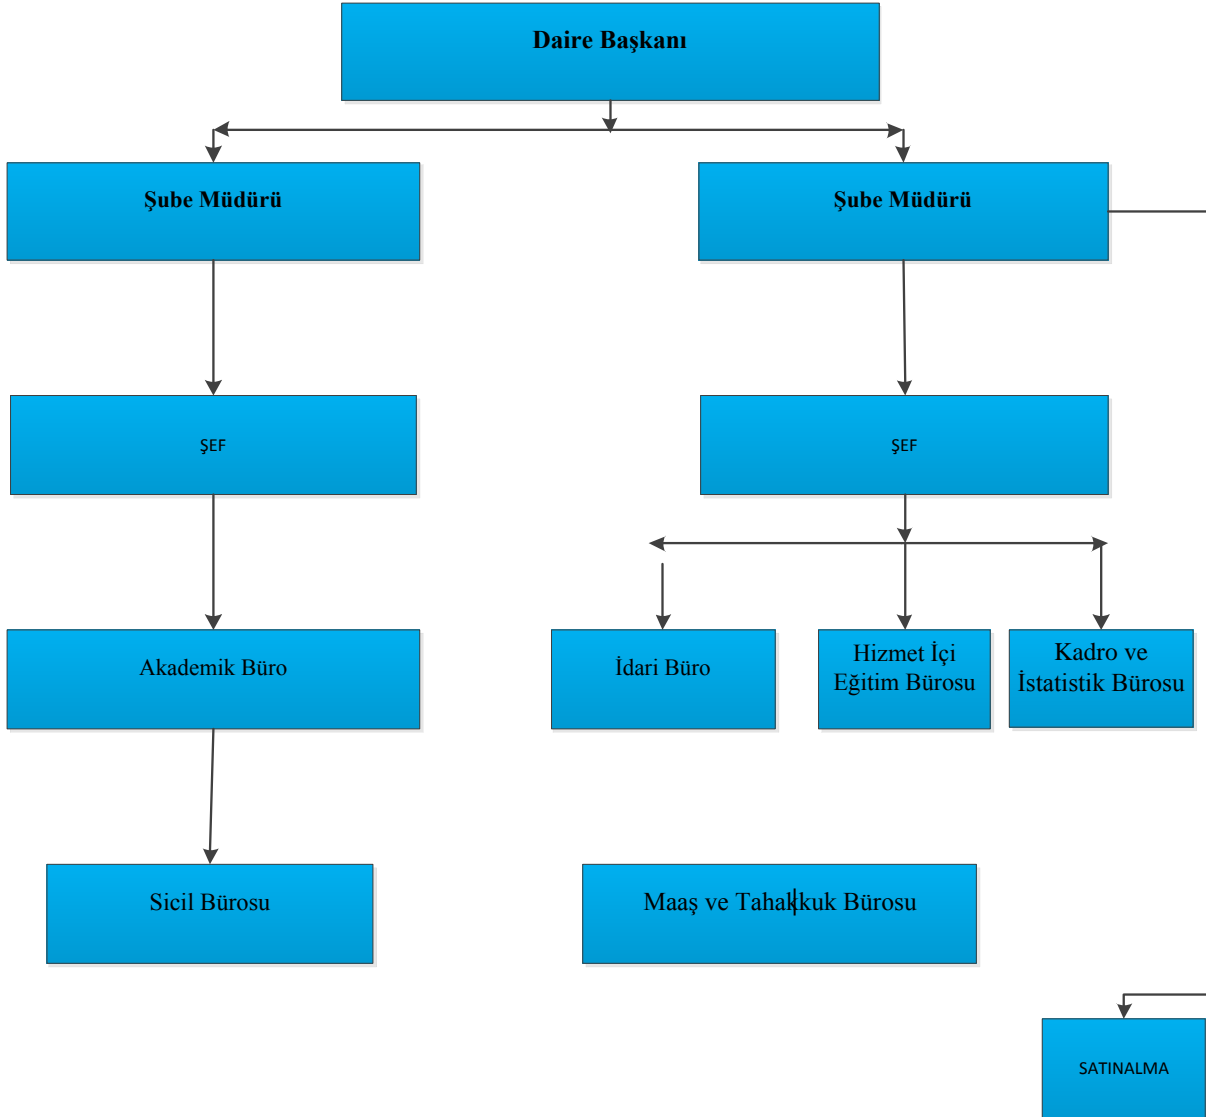 Daire Başkanı
Şube Müdürü
Şube Müdürü
ŞEF
ŞEF
Akademik Büro
İdari Büro
Hizmet İçi
Eğitim Bürosu
Kadro ve
İstatistik Bürosu
Sicil Bürosu
Maaş ve Tahakkuk Bürosu
SATINALMA